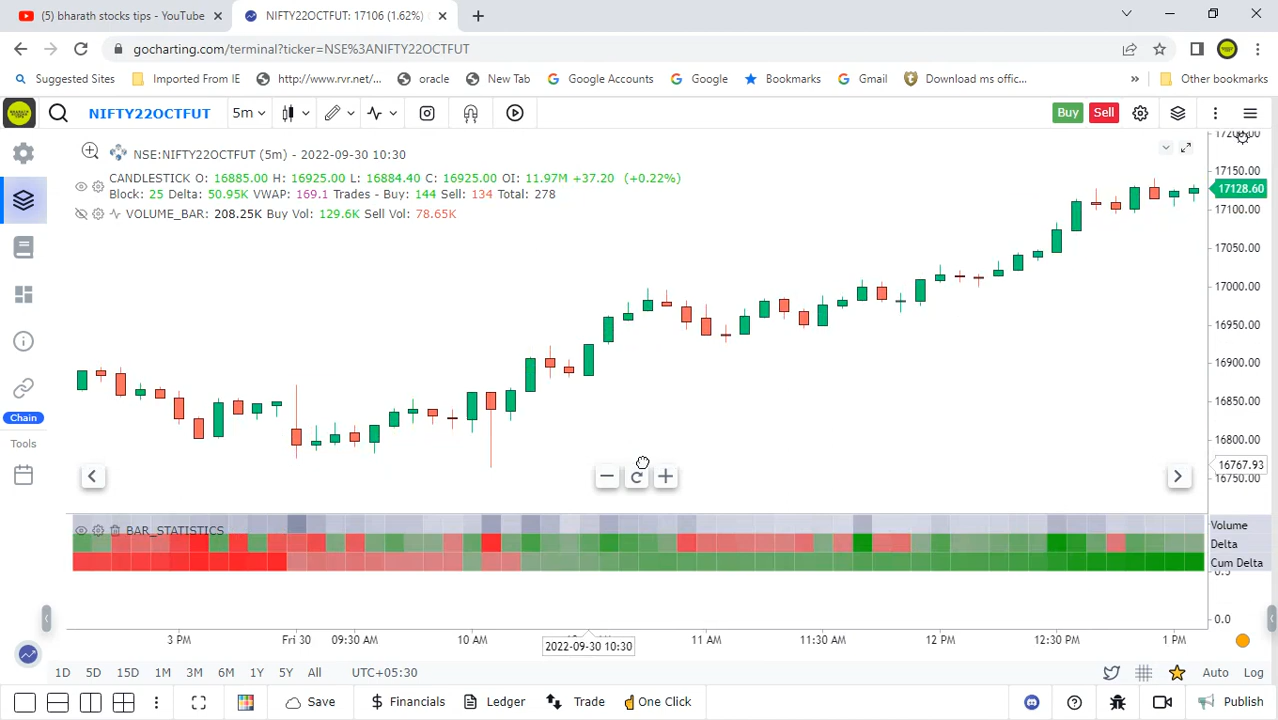 (5) bharath stocks tips - YouTube
NIFTY22OCTFUT: 17106 (1.62%)
gocharting.com/terminal?ticker=NSE%3ANIFTY22OCTFUT
Suggested Sites
Imported From IE
http://www.rvr.net/...
oracle
New Tab
Google Accounts
Google
Bookmarks
Gmail
Download ms offic...
»
Other bookmarks
NIFTY22OCTFUT
5m
Buy
Sell
NSE:NIFTY22OCTFUT (5m) - 2022-09-30 10:30
CANDLESTICK O: 16885.00 H: 16925.00 L: 16884.40 C: 16925.00 OI: 11.97M +37.20 (+0.22%)
Block: 25 Delta: 50.95K VWAP: 169.1 Trades - Buy: 144 Sell: 134 Total: 278
VOLUME_BAR: 208.25K Buy Vol: 129.6K Sell Vol: 78.65K
17200.00
17150.00
17128.60
17100.00
17050.00
17000.00
16950.00
16900.00
16850.00
16800.00
16767.93
16750.00
Chain
Tools
BAR_STATISTICS
Volume
Delta
Cum Delta
0.5
0.0
3 PM
Fri 30
09:30 AM
10 AM
2022-09-30 10:30
11 AM
11:30 AM
12 PM
12:30 PM
1 PM
1D
5D
15D
1M
3M
6M
1Y
5Y
All
UTC+05:30
Auto
Log
Save
Financials
Ledger
Trade
One Click
Publish